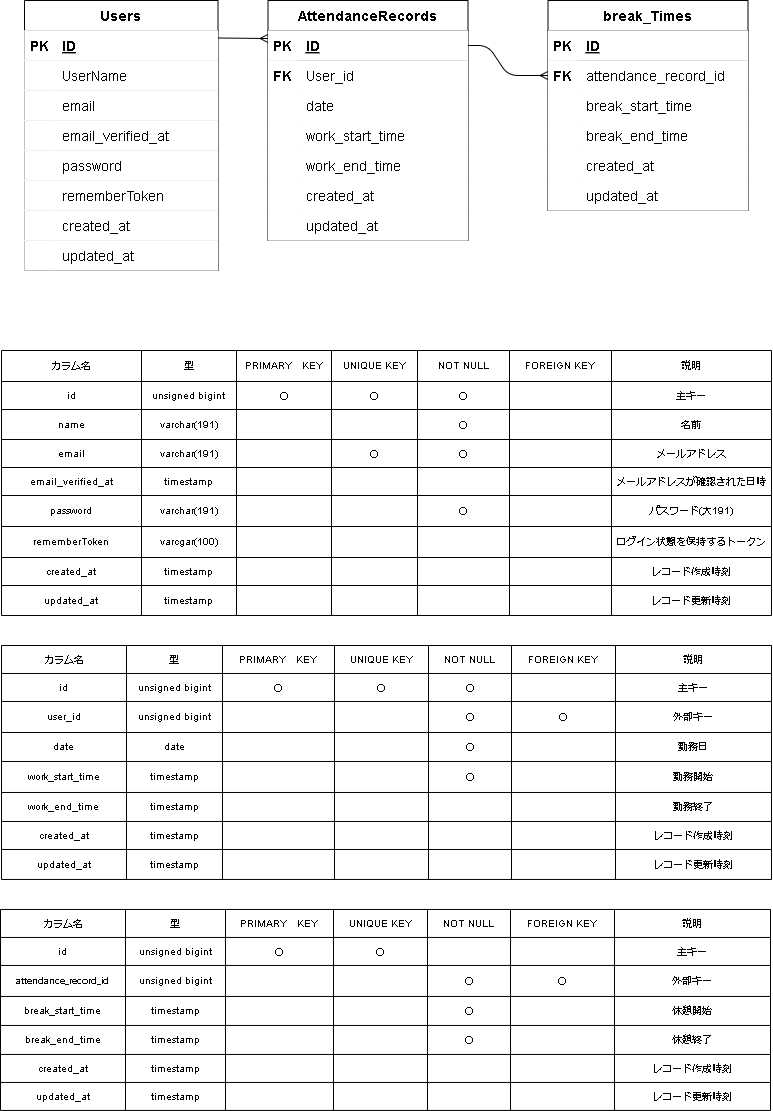 Users AttendanceRecords break_Times
PK ID PK ID PK ID
UserName FK User_id FK attendance_record_id
email date break_start_time
email_verified_at work_start_time break_end_time
password work_end_time created_at
rememberToken created_at updated_at
created_at updated_at
updated_at
カラム名 型 PRIMARY　KEY UNIQUE KEY NOT NULL FOREIGN KEY 説明
id unsigned bigint ○ ○ ○ 主キー
name varchar(191) ○ 名前
email varchar(191) ○ ○ メールアドレス
email_verified_at timestamp メールアドレスが確認された日時
password varchar(191) ○ パスワード(大191)
rememberToken varcgar(100) ログイン状態を保持するトークン
created_at timestamp レコード作成時刻
updated_at timestamp レコード更新時刻
カラム名 型 PRIMARY　KEY UNIQUE KEY NOT NULL FOREIGN KEY 説明
id unsigned bigint ○ ○ ○ 主キー
user_id unsigned bigint ○ ○ 外部キー
date date ○ 勤務日
work_start_time timestamp ○ 勤務開始
work_end_time timestamp 勤務終了
created_at timestamp レコード作成時刻
updated_at timestamp レコード更新時刻
カラム名 型 PRIMARY　KEY UNIQUE KEY NOT NULL FOREIGN KEY 説明
id unsigned bigint ○ ○ 主キー
attendance_record_id unsigned bigint ○ ○ 外部キー
break_start_time timestamp ○ 休憩開始
break_end_time timestamp ○ 休憩終了
created_at timestamp レコード作成時刻
updated_at timestamp レコード更新時刻